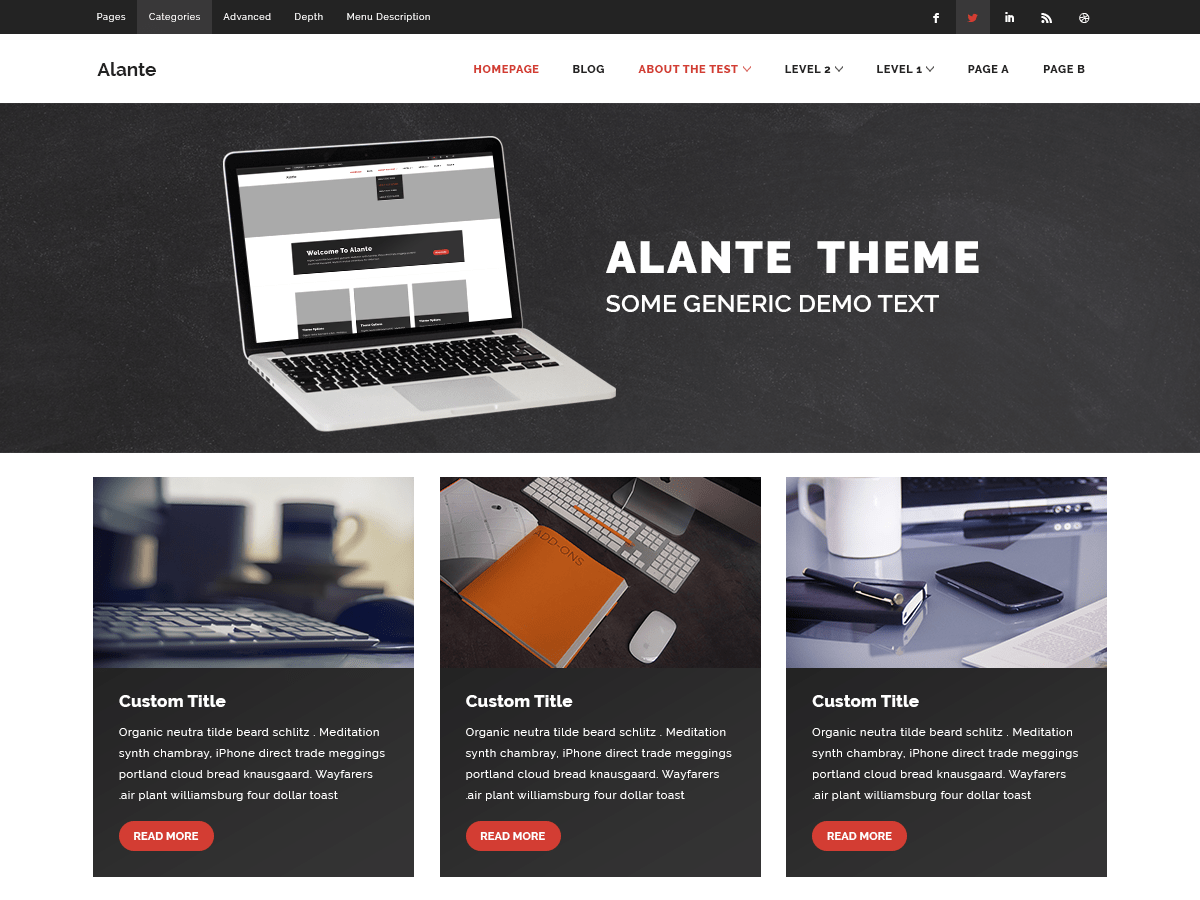 Pages Categories Advanced Depth Menu Description
Alante
HOMEPAGE BLOG ABOUT THE TEST LEVEL 2 LEVEL 1 PAGE A PAGE B
Alante
Welcome To Alante
ALANTE THEME
SOME GENERIC DEMO TEXT
ADD-ONS
Custom Title
Organic neutra tilde beard schlitz . Meditation
synth chambray, iPhone direct trade meggings
portland cloud bread knausgaard. Wayfarers
.air plant williamsburg four dollar toast
READ MORE
Custom Title
Organic neutra tilde beard schlitz . Meditation
synth chambray, iPhone direct trade meggings
portland cloud bread knausgaard. Wayfarers
.air plant williamsburg four dollar toast
READ MORE
Custom Title
Organic neutra tilde beard schlitz . Meditation
synth chambray, iPhone direct trade meggings
portland cloud bread knausgaard. Wayfarers
.air plant williamsburg four dollar toast
READ MORE